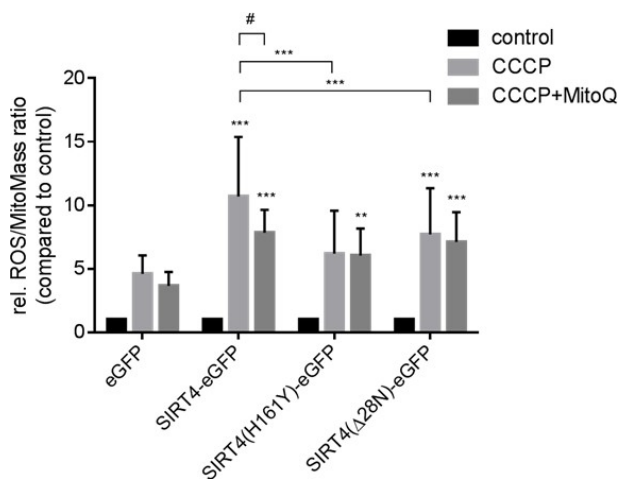 #
***
***
control
CCCP
CCCP+MitoQ
rel. ROS/MitoMass ratio
(compared to control)
20
15
10
5
0
***
***
**
***
***
eGFP
SIRT4-eGFP
SIRT4(H161Y)-eGFP
SIRT4(Δ28N)-eGFP